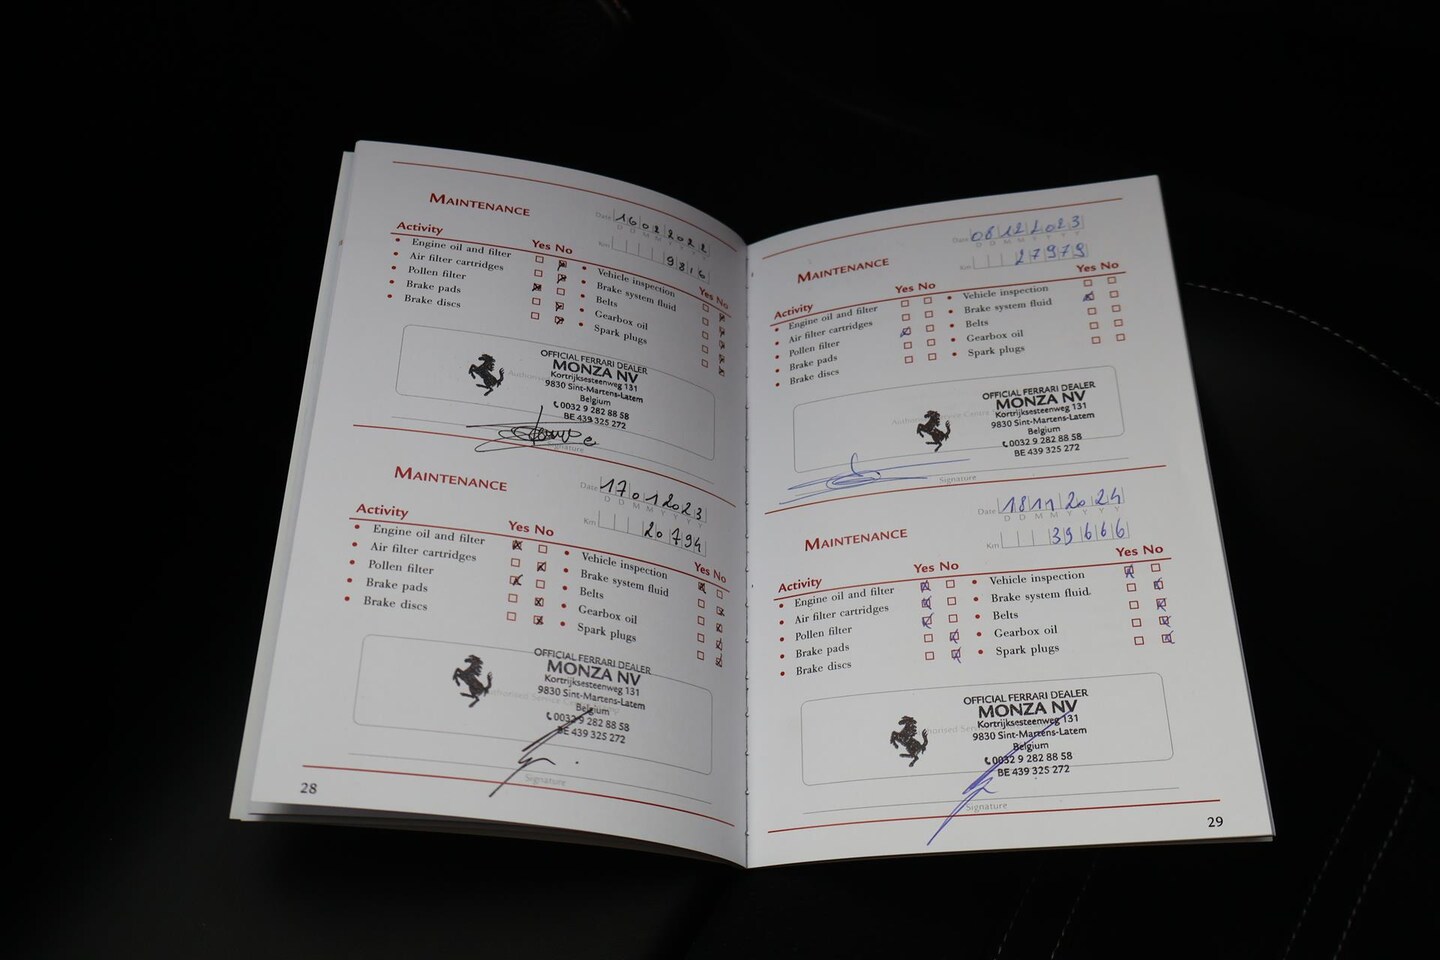 MAINTENANCE
Date 16 02 2022
D D M M Y Y Y Y
Km 9816
Activity Yes No Yes No
Engine oil and filter
Air filter cartridges
Pollen filter
Brake pads
Brake discs
Vehicle inspection
Brake system fluid
Belts
Gearbox oil
Spark plugs
OFFICIAL FERRARI DEALER
MONZA NV
Kortrijksesteenweg 131
9830 Sint-Martens-Latem
Belgium
0032 9 282 88 58
BE 439 325 272
Signature
MAINTENANCE
Date 17 01 2023
D D M M Y Y Y Y
Km 20794
Activity Yes No Yes No
Engine oil and filter
Air filter cartridges
Pollen filter
Brake pads
Brake discs
Vehicle inspection
Brake system fluid
Belts
Gearbox oil
Spark plugs
OFFICIAL FERRARI DEALER
MONZA NV
Kortrijksesteenweg 131
9830 Sint-Martens-Latem
Belgium
0032 9 282 88 58
BE 439 325 272
Signature
28
MAINTENANCE
Date 08 12 2023
D D M M Y Y Y Y
Km 27979
Activity Yes No Yes No
Engine oil and filter
Air filter cartridges
Pollen filter
Brake pads
Brake discs
Vehicle inspection
Brake system fluid
Belts
Gearbox oil
Spark plugs
OFFICIAL FERRARI DEALER
MONZA NV
Kortrijksesteenweg 131
9830 Sint-Martens-Latem
Belgium
0032 9 282 88 58
BE 439 325 272
Signature
MAINTENANCE
Date 18 11 2024
D D M M Y Y Y Y
Km 39666
Activity Yes No Yes No
Engine oil and filter
Air filter cartridges
Pollen filter
Brake pads
Brake discs
Vehicle inspection
Brake system fluid
Belts
Gearbox oil
Spark plugs
OFFICIAL FERRARI DEALER
MONZA NV
Kortrijksesteenweg 131
9830 Sint-Martens-Latem
Belgium
0032 9 282 88 58
BE 439 325 272
Signature
29